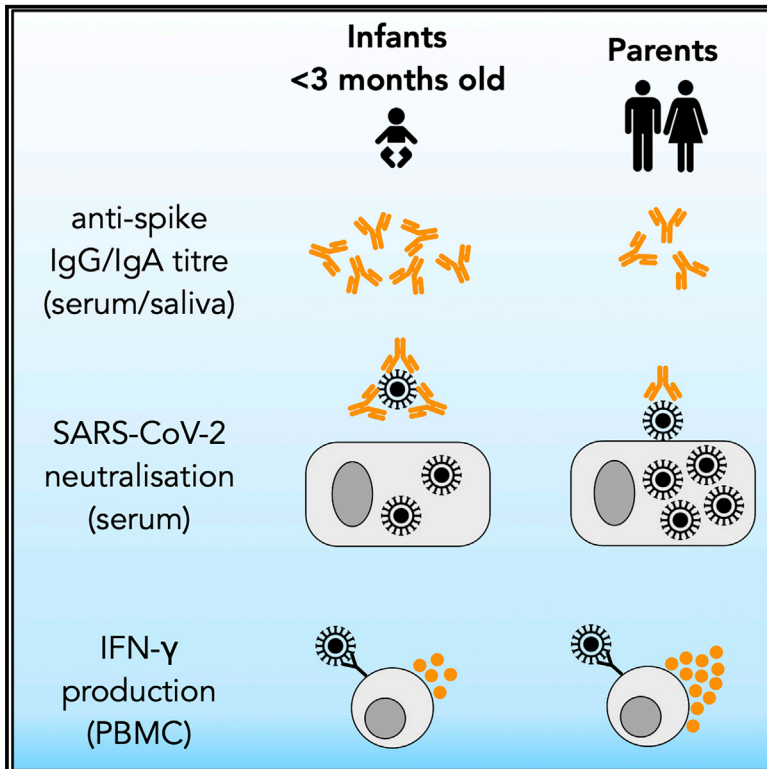 Infants
<3 months old
Parents
anti-spike
IgG/IgA titre
(serum/saliva)
SARS-CoV-2
neutralisation
(serum)
IFN-γ
production
(PBMC)